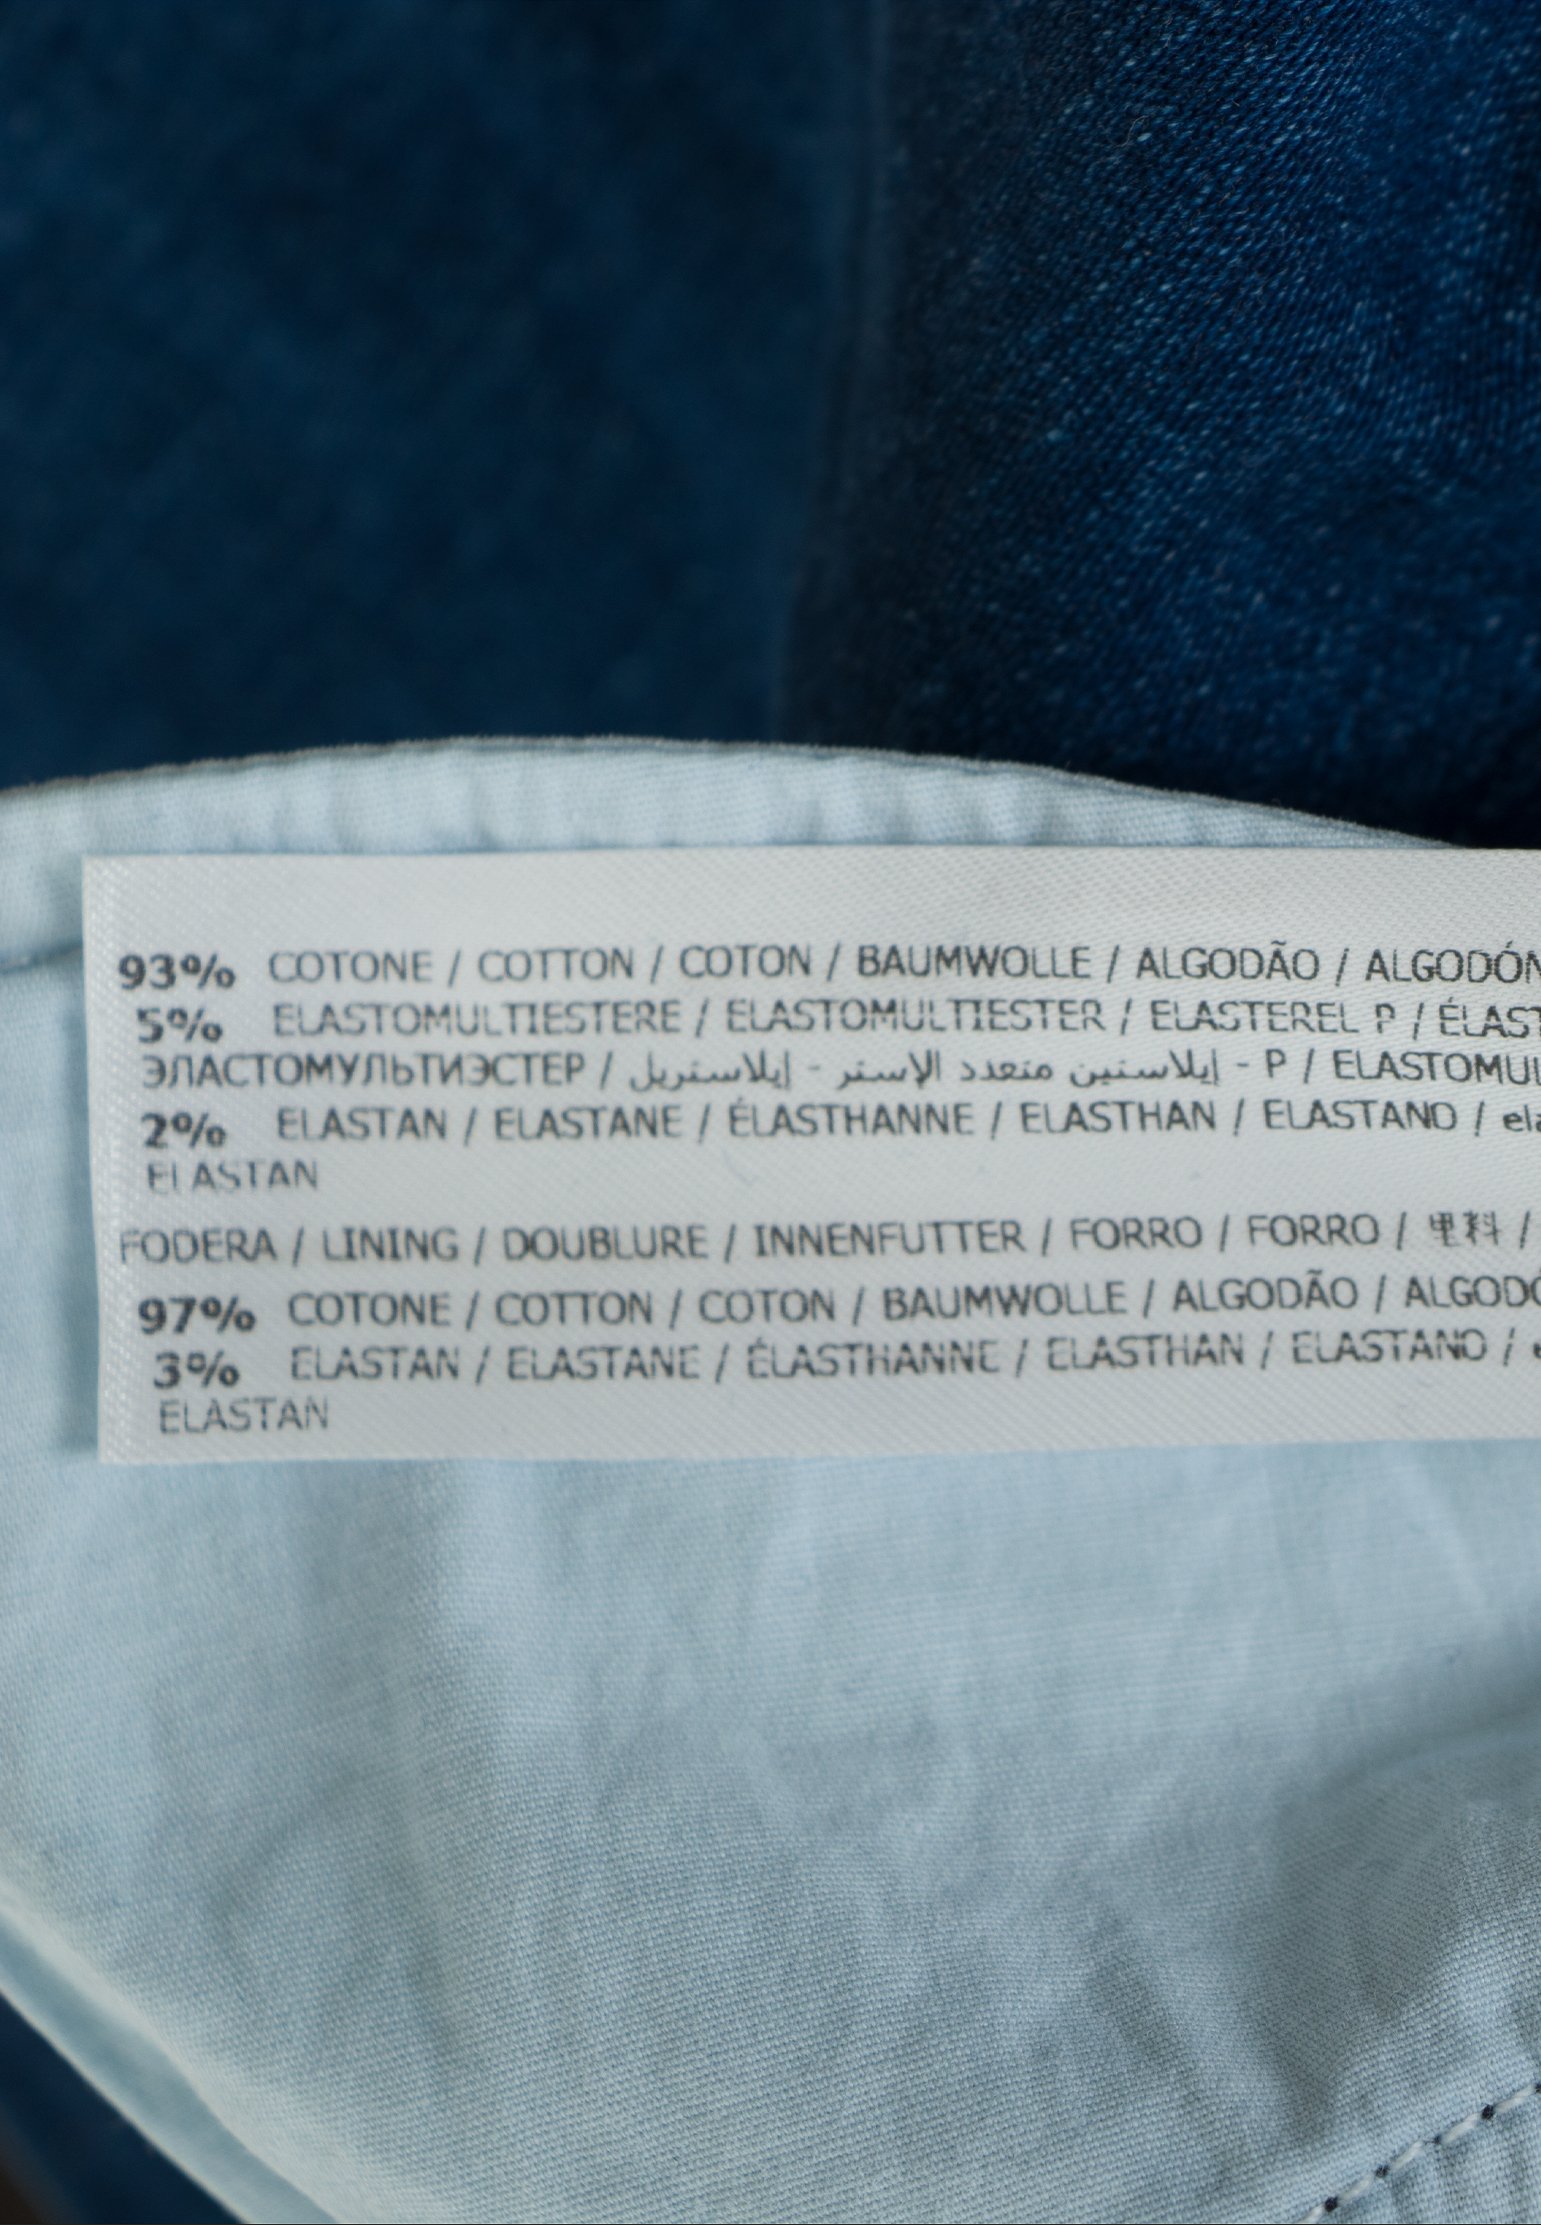 93% COTONE / COTTON / COTON / BAUMWOLLE / ALGODÃO / ALGODÓN
5% ELASTOMULTIESTERE / ELASTOMULTIESTER / ELASTEREL P / ÉLAST
ЭЛАСТОМУЛЬТИЭСТЕР / إيلاستين متعدد الإستر - إيلاستريل - P / ELASTOMUL
2% ELASTAN / ELASTANE / ÉLASTHANNE / ELASTHAN / ELASTANO / ela
ELASTAN
FODERA / LINING / DOUBLURE / INNENFUTTER / FORRO / FORRO / 里料 /
97% COTONE / COTTON / COTON / BAUMWOLLE / ALGODÃO / ALGODÓ
3% ELASTAN / ELASTANE / ÉLASTHANNE / ELASTHAN / ELASTANO / e
ELASTAN